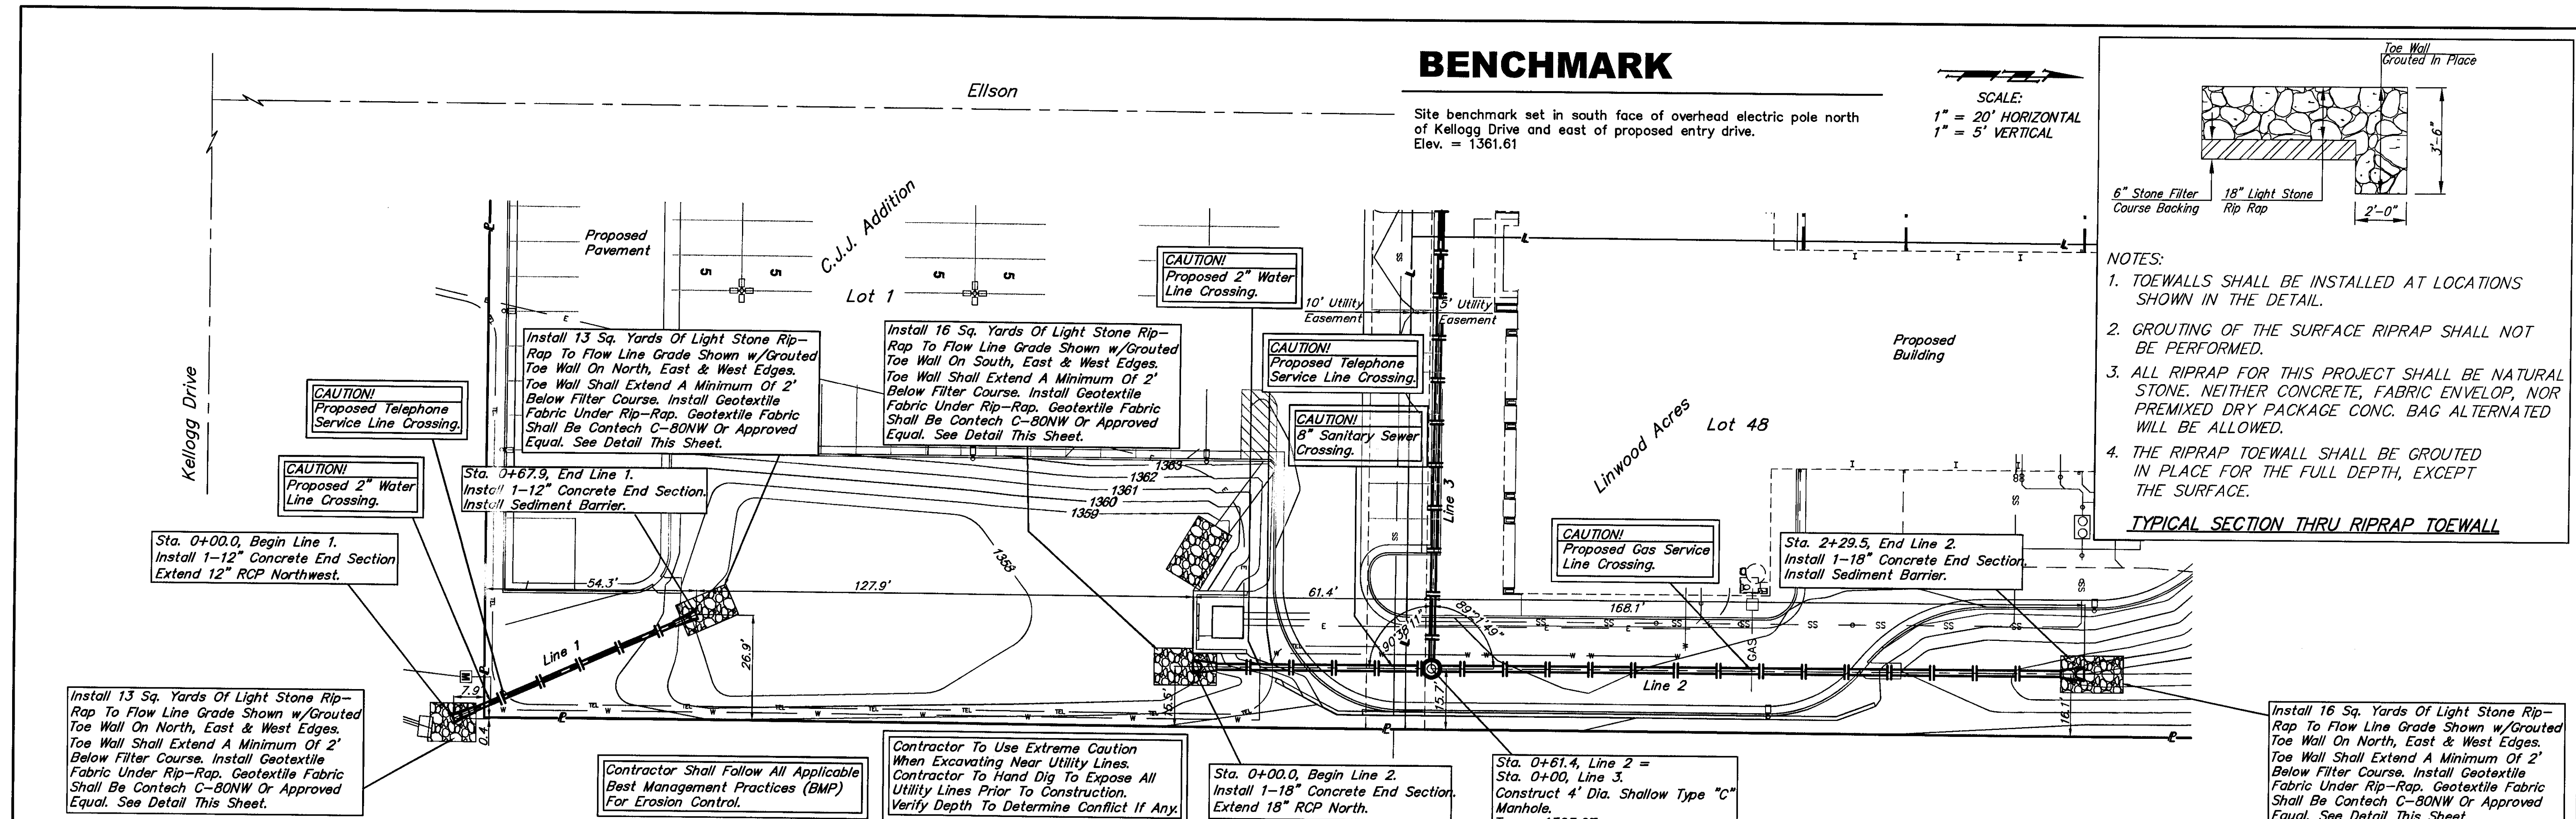 BENCHMARK
Site benchmark set in south face of overhead electric pole north
of Kellogg Drive and east of proposed entry drive.
Elev. = 1361.61
SCALE:
1" = 20' HORIZONTAL
1" = 5' VERTICAL
Toe Wall
Grouted In Place
3'-6"
2'-0"
6" Stone Filter
Course Backing
18" Light Stone
Rip Rap
NOTES:
1. TOEWALLS SHALL BE INSTALLED AT LOCATIONS
SHOWN IN THE DETAIL.
2. GROUTING OF THE SURFACE RIPRAP SHALL NOT
BE PERFORMED.
3. ALL RIPRAP FOR THIS PROJECT SHALL BE NATURAL
STONE. NEITHER CONCRETE, FABRIC ENVELOP, NOR
PREMIXED DRY PACKAGE CONC. BAG ALTERNATED
WILL BE ALLOWED.
4. THE RIPRAP TOEWALL SHALL BE GROUTED
IN PLACE FOR THE FULL DEPTH, EXCEPT
THE SURFACE.
TYPICAL SECTION THRU RIPRAP TOEWALL
Ellson
Kellogg Drive
Proposed
Pavement
C.J.J. Addition
Lot 1
5
5
5
5
CAUTION!
Proposed 2" Water
Line Crossing.
10' Utility
Easement
5' Utility
Easement
CAUTION!
Proposed Telephone
Service Line Crossing.
CAUTION!
8" Sanitary Sewer
Crossing.
Proposed
Building
Linwood Acres
Lot 48
Line 3
Install 13 Sq. Yards Of Light Stone Rip-
Rap To Flow Line Grade Shown w/Grouted
Toe Wall On North, East & West Edges.
Toe Wall Shall Extend A Minimum Of 2'
Below Filter Course. Install Geotextile
Fabric Under Rip-Rap. Geotextile Fabric
Shall Be Contech C-80NW Or Approved
Equal. See Detail This Sheet.
Install 16 Sq. Yards Of Light Stone Rip-
Rap To Flow Line Grade Shown w/Grouted
Toe Wall On South, East & West Edges.
Toe Wall Shall Extend A Minimum Of 2'
Below Filter Course. Install Geotextile
Fabric Under Rip-Rap. Geotextile Fabric
Shall Be Contech C-80NW Or Approved
Equal. See Detail This Sheet.
CAUTION!
Proposed Telephone
Service Line Crossing.
CAUTION!
Proposed 2" Water
Line Crossing.
Sta. 0+67.9, End Line 1.
Install 1-12" Concrete End Section.
Install Sediment Barrier.
1363
1362
1361
1360
1359
1358
Sta. 0+00.0, Begin Line 1.
Install 1-12" Concrete End Section
Extend 12" RCP Northwest.
CAUTION!
Proposed Gas Service
Line Crossing.
Sta. 2+29.5, End Line 2.
Install 1-18" Concrete End Section.
Install Sediment Barrier.
54.3'
127.9'
61.4'
168.1'
90°38'11"
89°21'49"
26.9'
7.9'
0.4'
15.5'
15.7'
16.1'
Line 1
Line 2
GAS
Install 13 Sq. Yards Of Light Stone Rip-
Rap To Flow Line Grade Shown w/Grouted
Toe Wall On North, East & West Edges.
Toe Wall Shall Extend A Minimum Of 2'
Below Filter Course. Install Geotextile
Fabric Under Rip-Rap. Geotextile Fabric
Shall Be Contech C-80NW Or Approved
Equal. See Detail This Sheet.
Contractor Shall Follow All Applicable
Best Management Practices (BMP)
For Erosion Control.
Contractor To Use Extreme Caution
When Excavating Near Utility Lines.
Contractor To Hand Dig To Expose All
Utility Lines Prior To Construction.
Verify Depth To Determine Conflict If Any.
Sta. 0+00.0, Begin Line 2.
Install 1-18" Concrete End Section.
Extend 18" RCP North.
Sta. 0+61.4, Line 2 =
Sta. 0+00, Line 3.
Construct 4' Dia. Shallow Type "C"
Manhole.
Install 16 Sq. Yards Of Light Stone Rip-
Rap To Flow Line Grade Shown w/Grouted
Toe Wall On North, East & West Edges.
Toe Wall Shall Extend A Minimum Of 2'
Below Filter Course. Install Geotextile
Fabric Under Rip-Rap. Geotextile Fabric
Shall Be Contech C-80NW Or Approved
Equal. See Detail This Sheet.